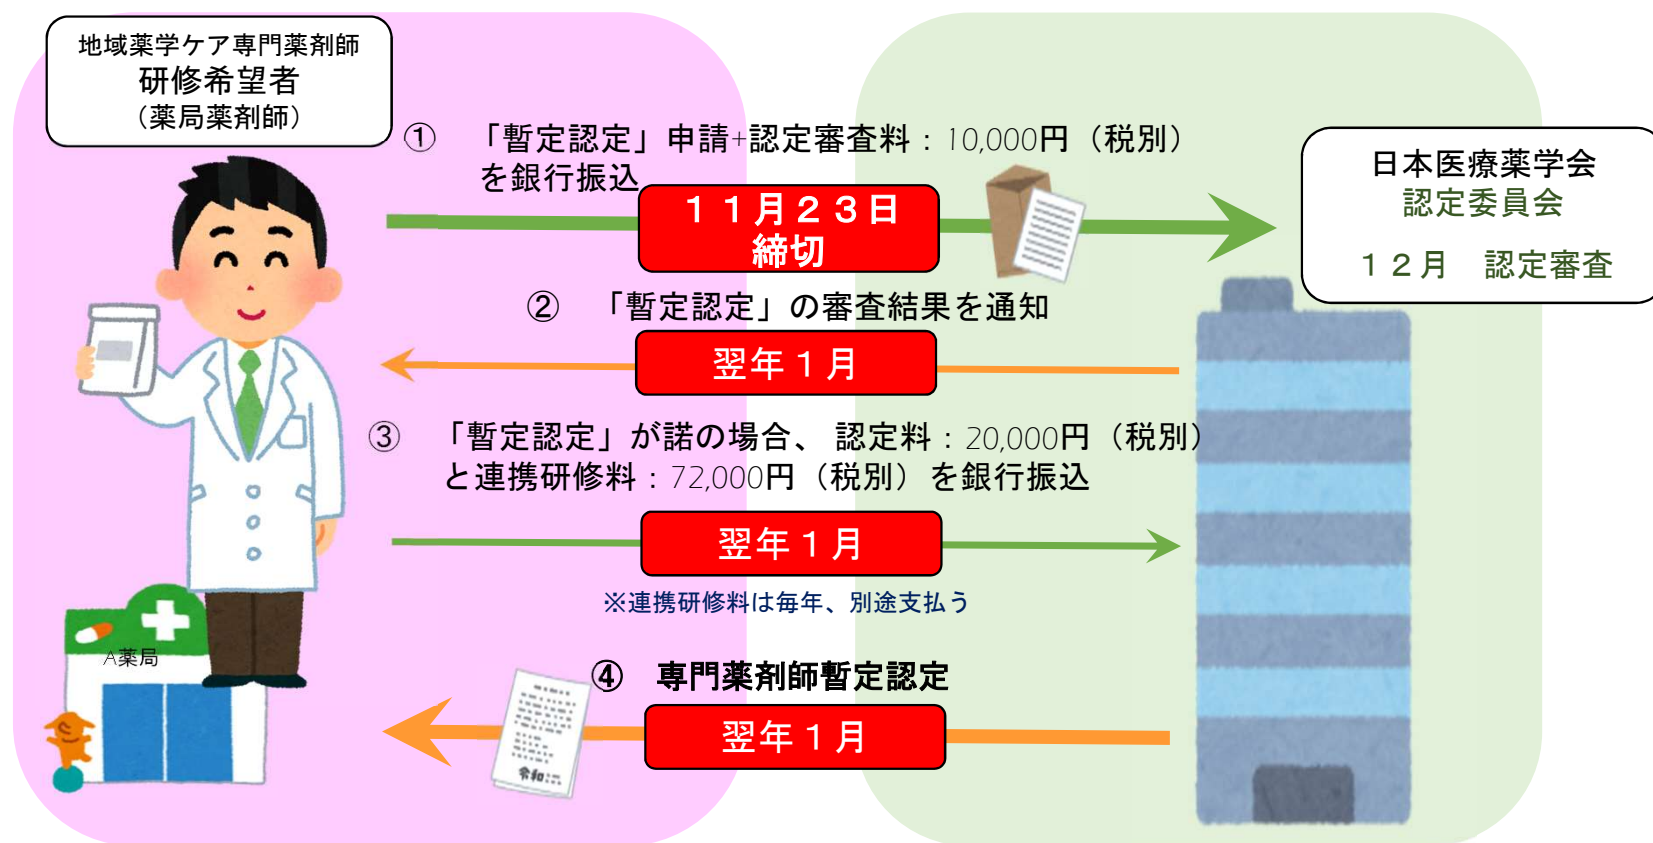 地域薬学ケア専門薬剤師
研修希望者
（薬局薬剤師）
① 「暫定認定」申請+認定審査料：10,000円（税別）
を銀行振込
１１月２３日
締切
日本医療薬学会
認定委員会
１２月　認定審査
② 「暫定認定」の審査結果を通知
翌年１月
③ 「暫定認定」が諾の場合、 認定料：20,000円（税別）
と連携研修料：72,000円（税別）を銀行振込
翌年１月
※連携研修料は毎年、別途支払う
A薬局
④ 専門薬剤師暫定認定
翌年１月
令和